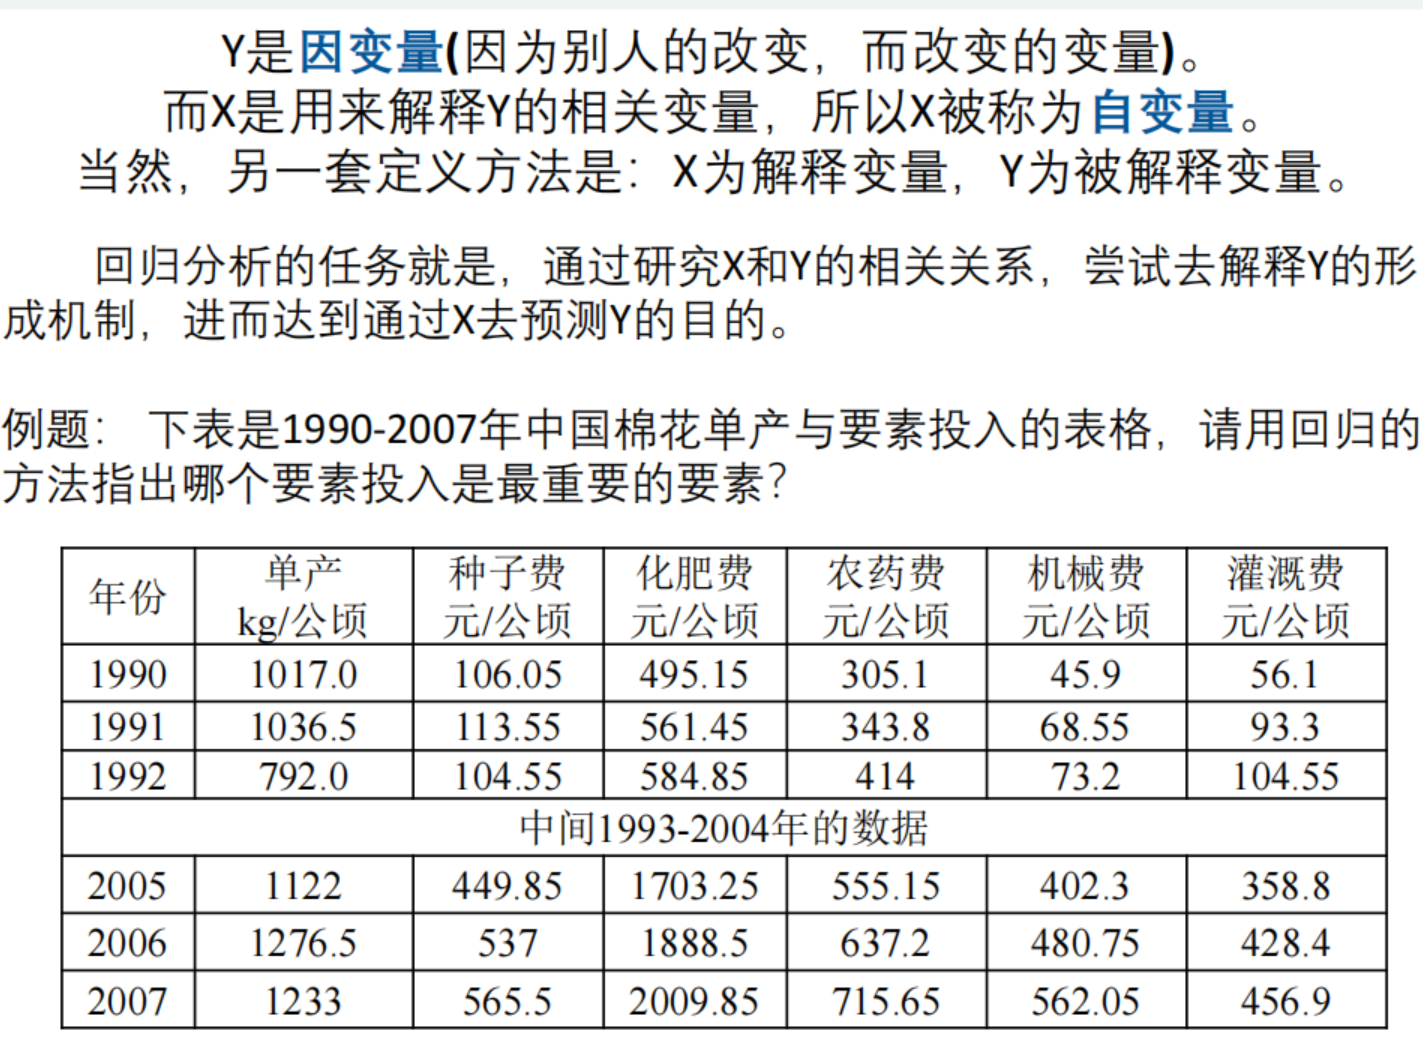 Y是因变量(因为别人的改变，而改变的变量)。
而X是用来解释Y的相关变量，所以X被称为自变量。
当然，另一套定义方法是：X为解释变量，Y为被解释变量。
回归分析的任务就是，通过研究X和Y的相关关系，尝试去解释Y的形
成机制，进而达到通过X去预测Y的目的。
例题： 下表是1990-2007年中国棉花单产与要素投入的表格，请用回归的
方法指出哪个要素投入是最重要的要素？
年份 单产 kg/公顷 种子费 元/公顷 化肥费 元/公顷 农药费 元/公顷 机械费 元/公顷 灌溉费 元/公顷
1990 1017.0 106.05 495.15 305.1 45.9 56.1
1991 1036.5 113.55 561.45 343.8 68.55 93.3
1992 792.0 104.55 584.85 414 73.2 104.55
中间1993-2004年的数据
2005 1122 449.85 1703.25 555.15 402.3 358.8
2006 1276.5 537 1888.5 637.2 480.75 428.4
2007 1233 565.5 2009.85 715.65 562.05 456.9